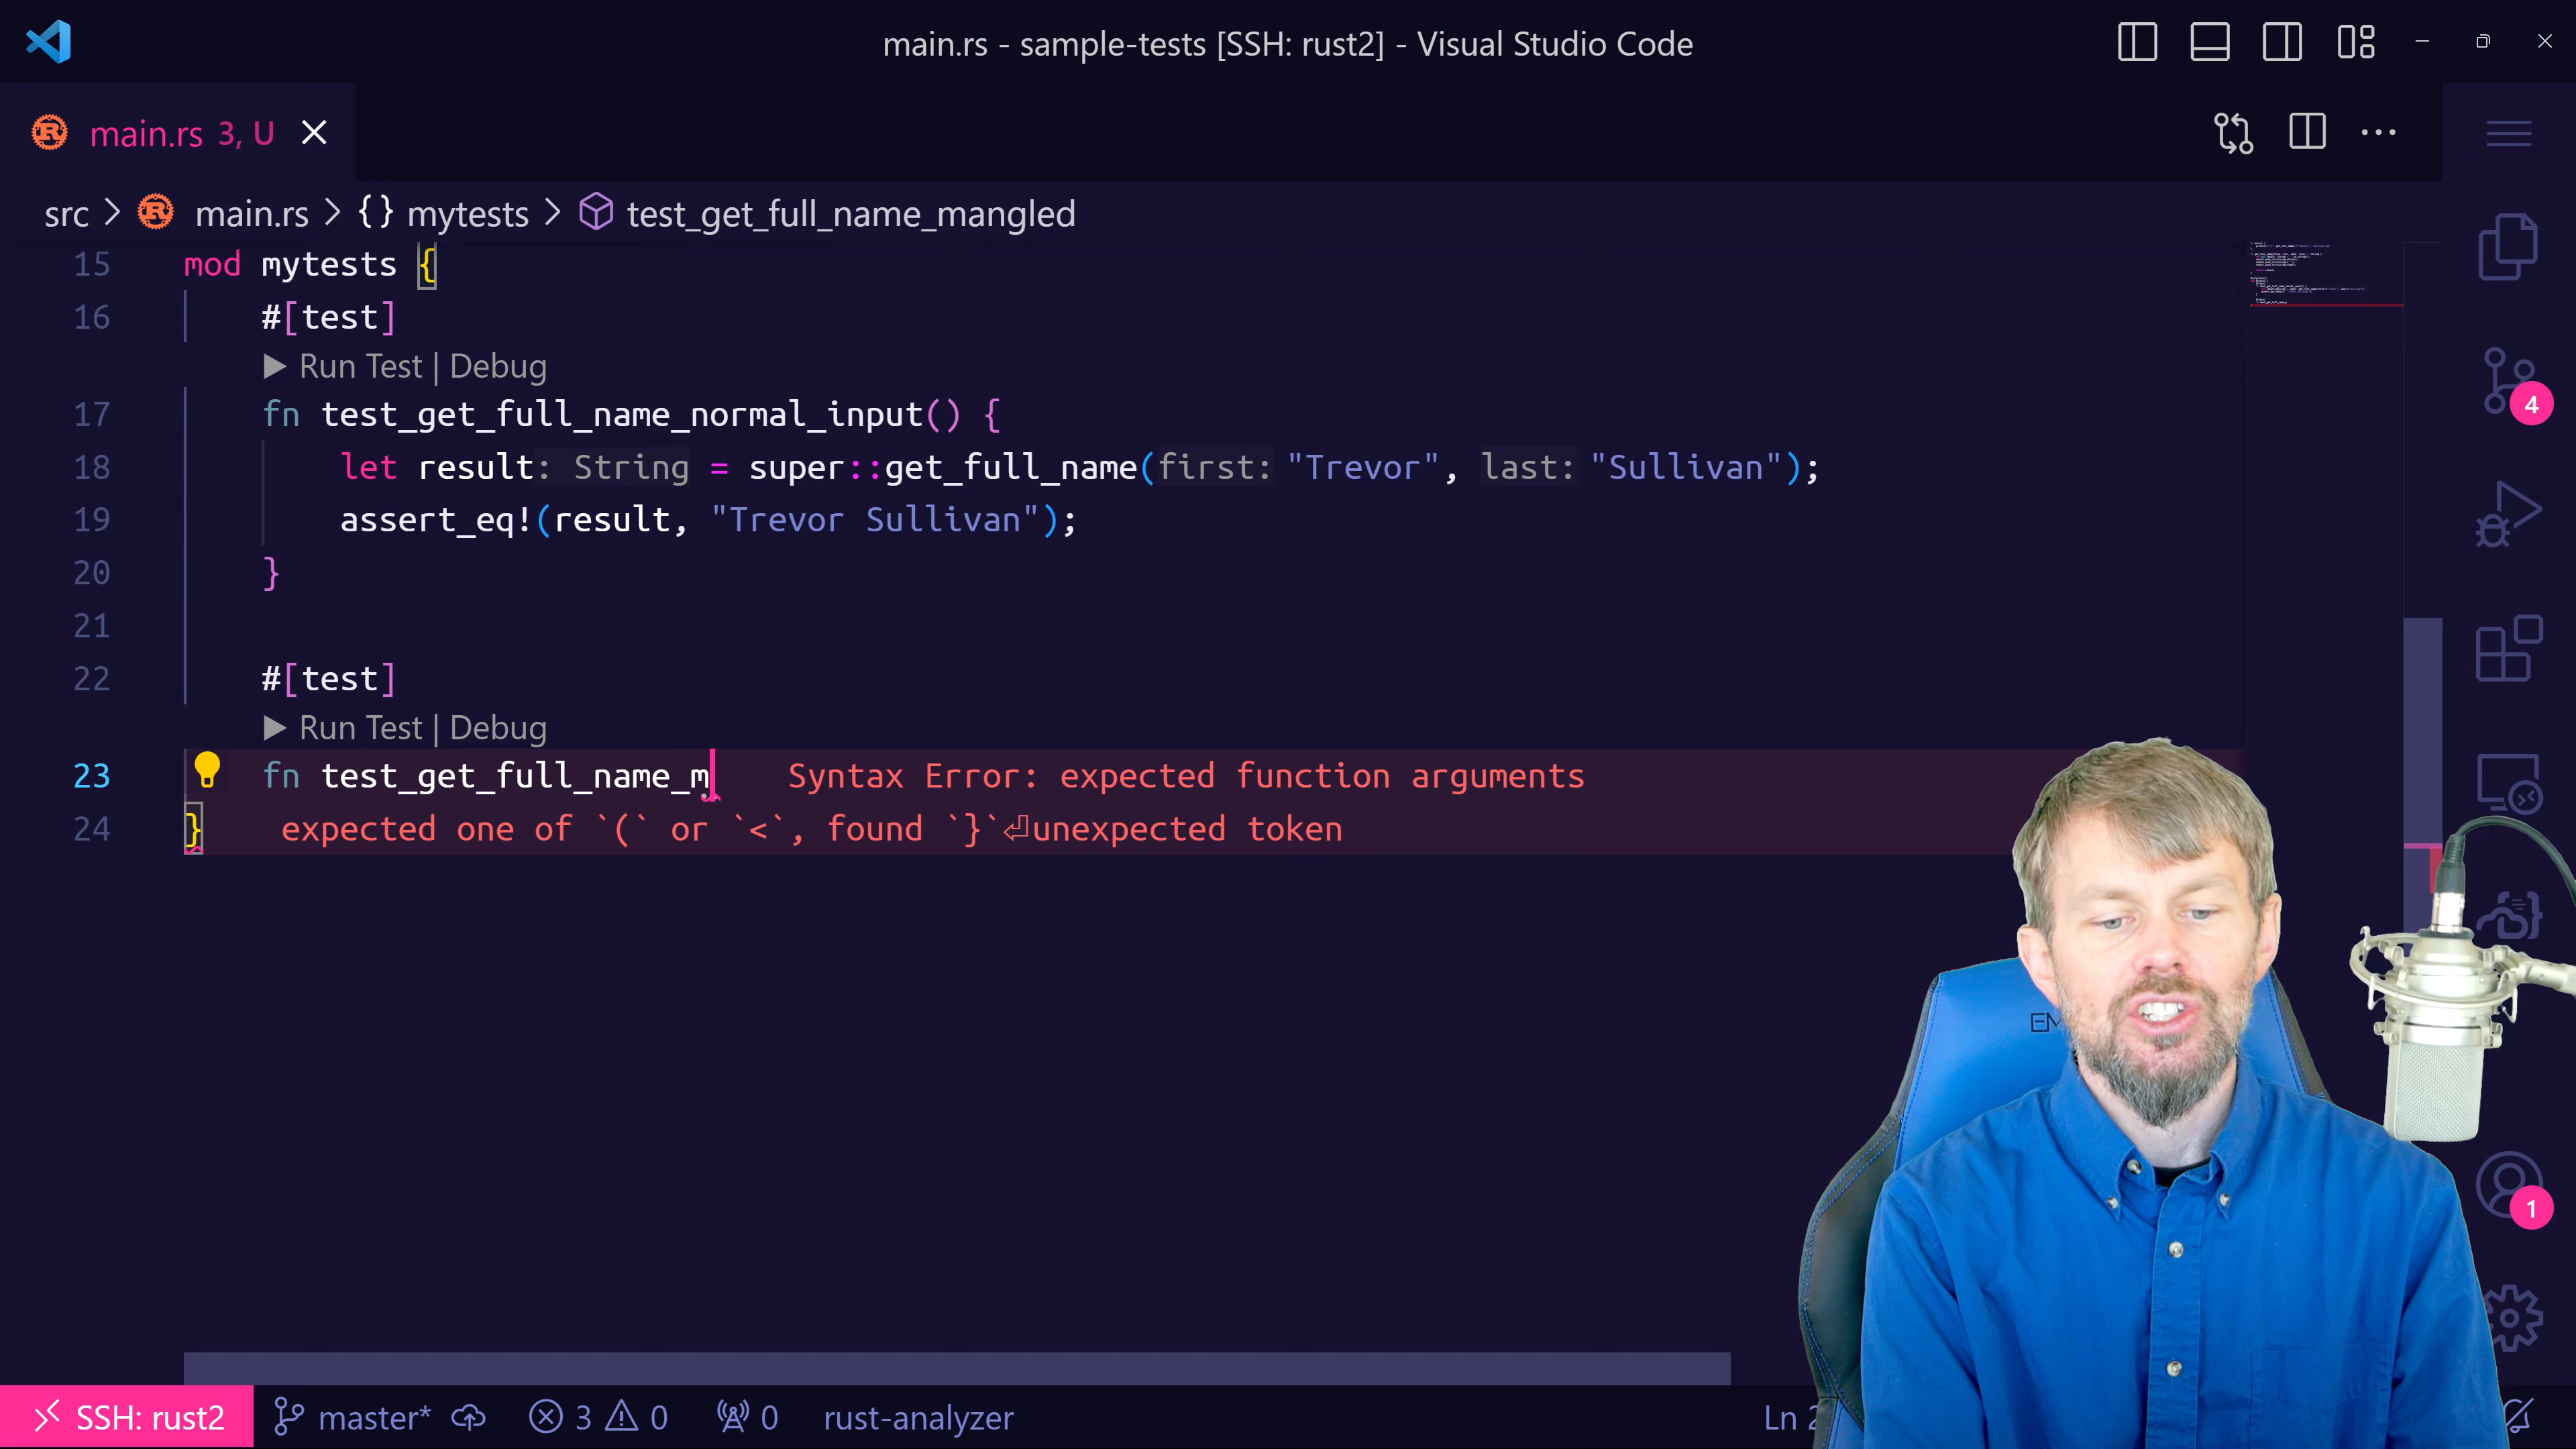 main.rs - sample-tests [SSH: rust2] - Visual Studio Code
main.rs 3, U
src > main.rs > {} mytests > test_get_full_name_mangled
15 mod mytests {
16 #[test]
▶ Run Test | Debug
17 fn test_get_full_name_normal_input() {
18 let result: String = super::get_full_name(first: "Trevor", last: "Sullivan");
19 assert_eq!(result, "Trevor Sullivan");
20 }
21
22 #[test]
▶ Run Test | Debug
23 fn test_get_full_name_m Syntax Error: expected function arguments
24 } expected one of `(` or `<`, found `}`⏎unexpected token
4
EM
1
SSH: rust2 master* 3 0 0 rust-analyzer Ln 2